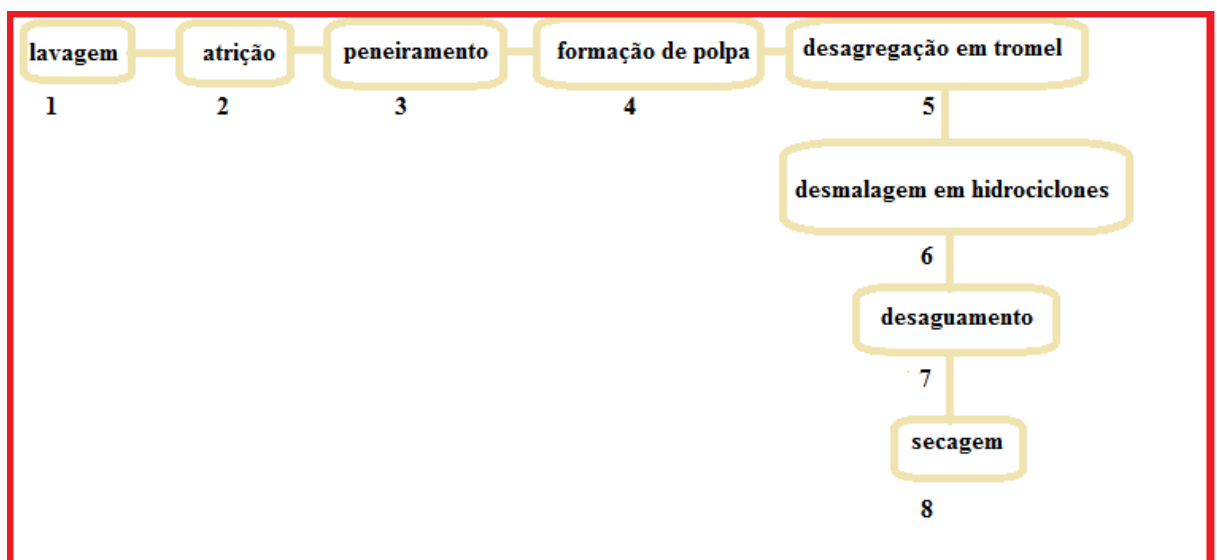 lavagem
atrição
peneiramento
formação de polpa
desagregação em tromel
1
2
3
4
5
desmalagem em hidrociclones
6
desaguamento
7
secagem
8